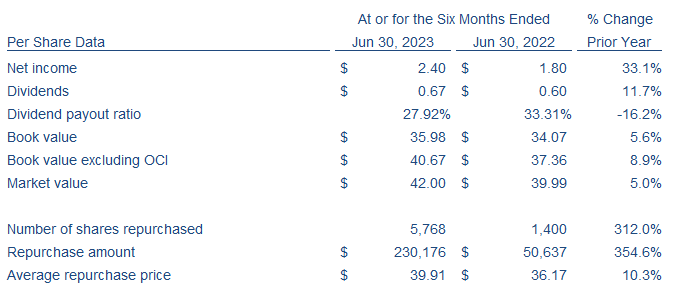 At or for the Six Months Ended % Change
Per Share Data Jun 30, 2023 Jun 30, 2022 Prior Year
Net income $ 2.40 $ 1.80 33.1%
Dividends $ 0.67 $ 0.60 11.7%
Dividend payout ratio 27.92% 33.31% -16.2%
Book value $ 35.98 $ 34.07 5.6%
Book value excluding OCI $ 40.67 $ 37.36 8.9%
Market value $ 42.00 $ 39.99 5.0%
Number of shares repurchased 5,768 1,400 312.0%
Repurchase amount $ 230,176 $ 50,637 354.6%
Average repurchase price $ 39.91 $ 36.17 10.3%